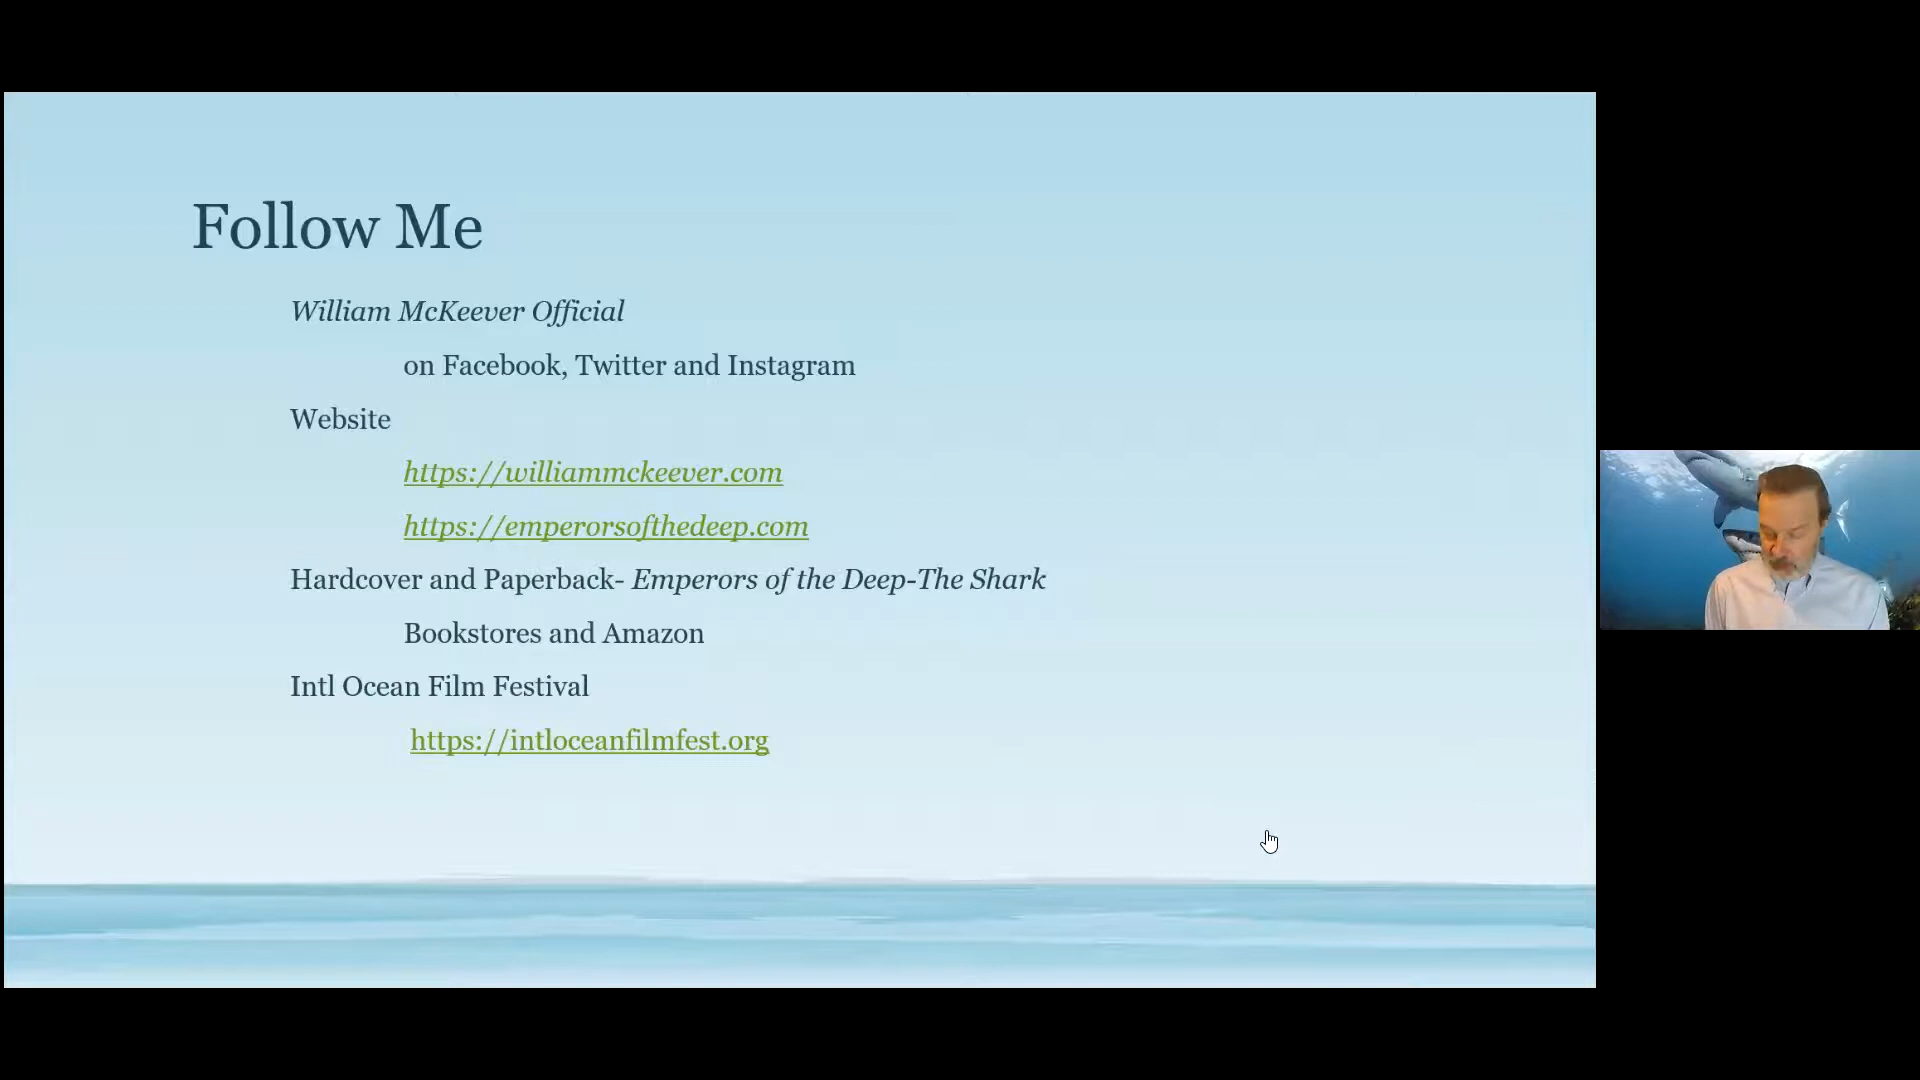 Follow Me
William McKeever Official
on Facebook, Twitter and Instagram
Website
https://williammckeever.com
https://emperorsofthedeep.com
Hardcover and Paperback- Emperors of the Deep-The Shark
Bookstores and Amazon
Intl Ocean Film Festival
https://intloceanfilmfest.org